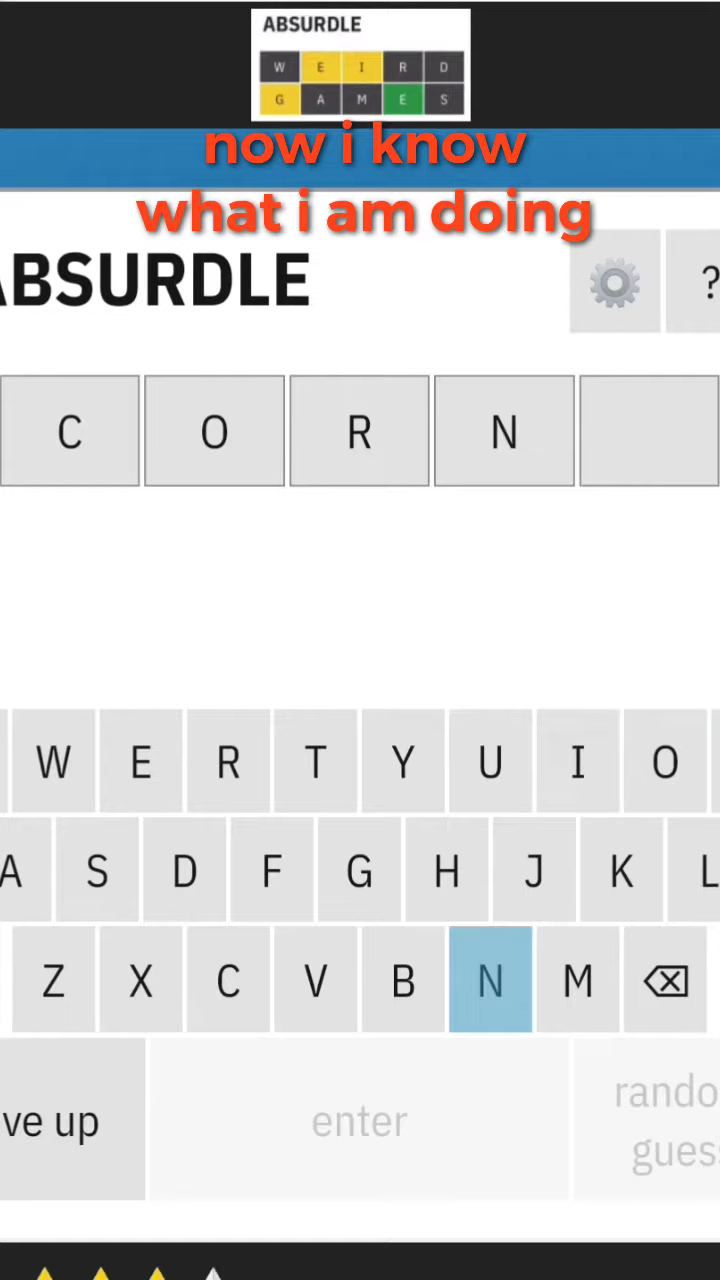 ABSURDLE
W E I R D
G A M E S
now i know
what i am doing
ABSURDLE ?
C O R N
W E R T Y U I O
A S D F G H J K L
Z X C V B N M
ve up enter rando
gues